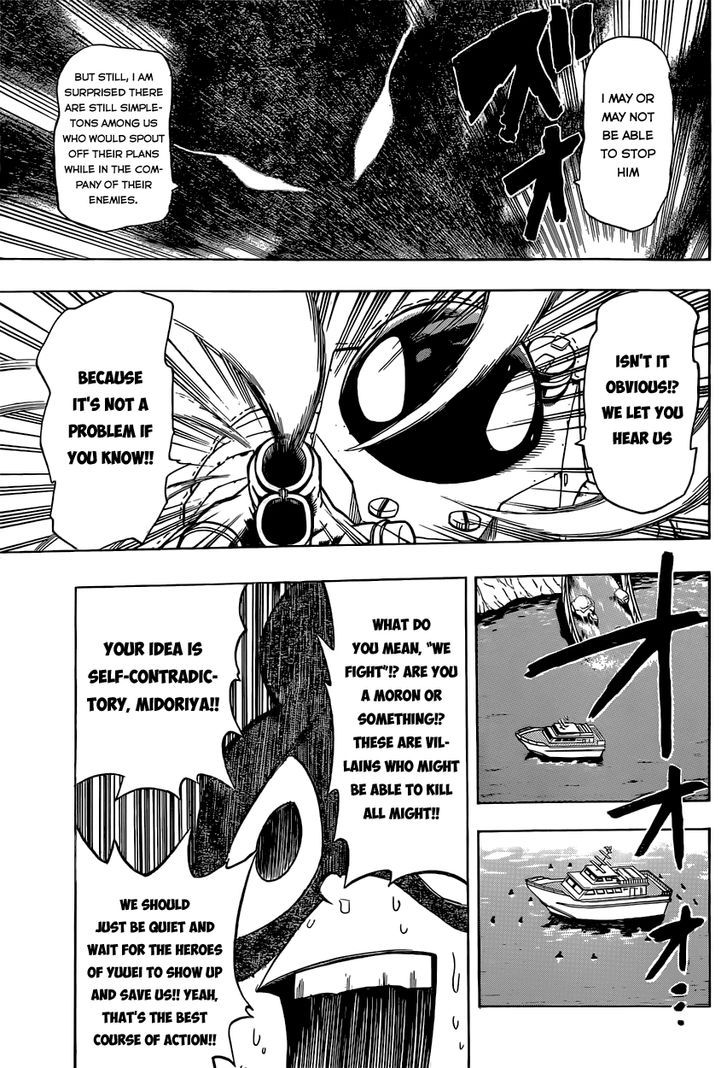 I MAY OR
MAY NOT
BE ABLE
TO STOP
HIM
ズ
オ
BUT STILL, I AM
SURPRISED THERE
ARE STILL SIMPLE-
TONS AMONG US
WHO WOULD SPOUT
OFF THEIR PLANS
WHILE IN THE COM-
PANY OF THEIR
ENEMIES.
ISN'T IT
OBVIOUS!?
WE LET YOU
HEAR US
BECAUSE
IT'S NOT A
PROBLEM IF
YOU KNOW!!
オ
オ
オ...
WHAT DO
YOU MEAN, "WE
FIGHT"!? ARE YOU
A MORON OR
SOMETHING!?
THESE ARE VIL-
LAINS WHO MIGHT
BE ABLE TO KILL
ALL MIGHT!!
YOUR IDEA IS
SELF-CONTRADIC-
TORY, MIDORIYA!!
WE SHOULD
JUST BE QUIET AND
WAIT FOR THE HEROES
OF YUUEI TO SHOW UP
AND SAVE US!! YEAH,
THAT'S THE BEST
COURSE OF ACTION!!